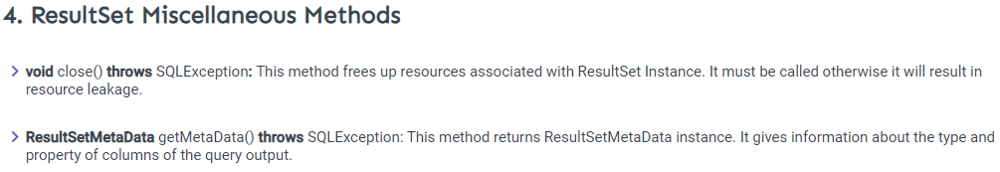 4. ResultSet Miscellaneous Methods
void close() throws SQLException: This method frees up resources associated with ResultSet Instance. It must be called otherwise it will result in
resource leakage.
ResultSetMetaData getMetaData() throws SQLException: This method returns ResultSetMetaData instance. It gives information about the type and
property of columns of the query output.